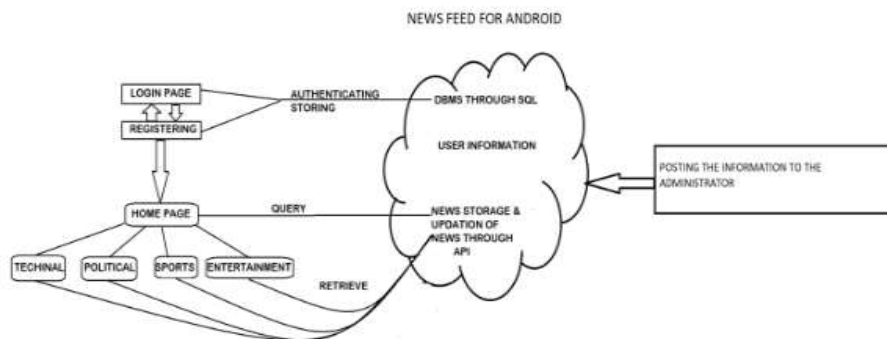 NEWS FEED FOR ANDROID
LOGIN PAGE
REGISTERING
AUTHENTICATING
STORING
DBMS THROUGH SQL
USER INFORMATION
POSTING THE INFORMATION TO THE
ADMINISTRATOR
HOME PAGE
QUERY
NEWS STORAGE &
UPDATION OF
NEWS THROUGH
API
TECHINAL
POLITICAL
SPORTS
ENTERTAINMENT
RETRIEVE